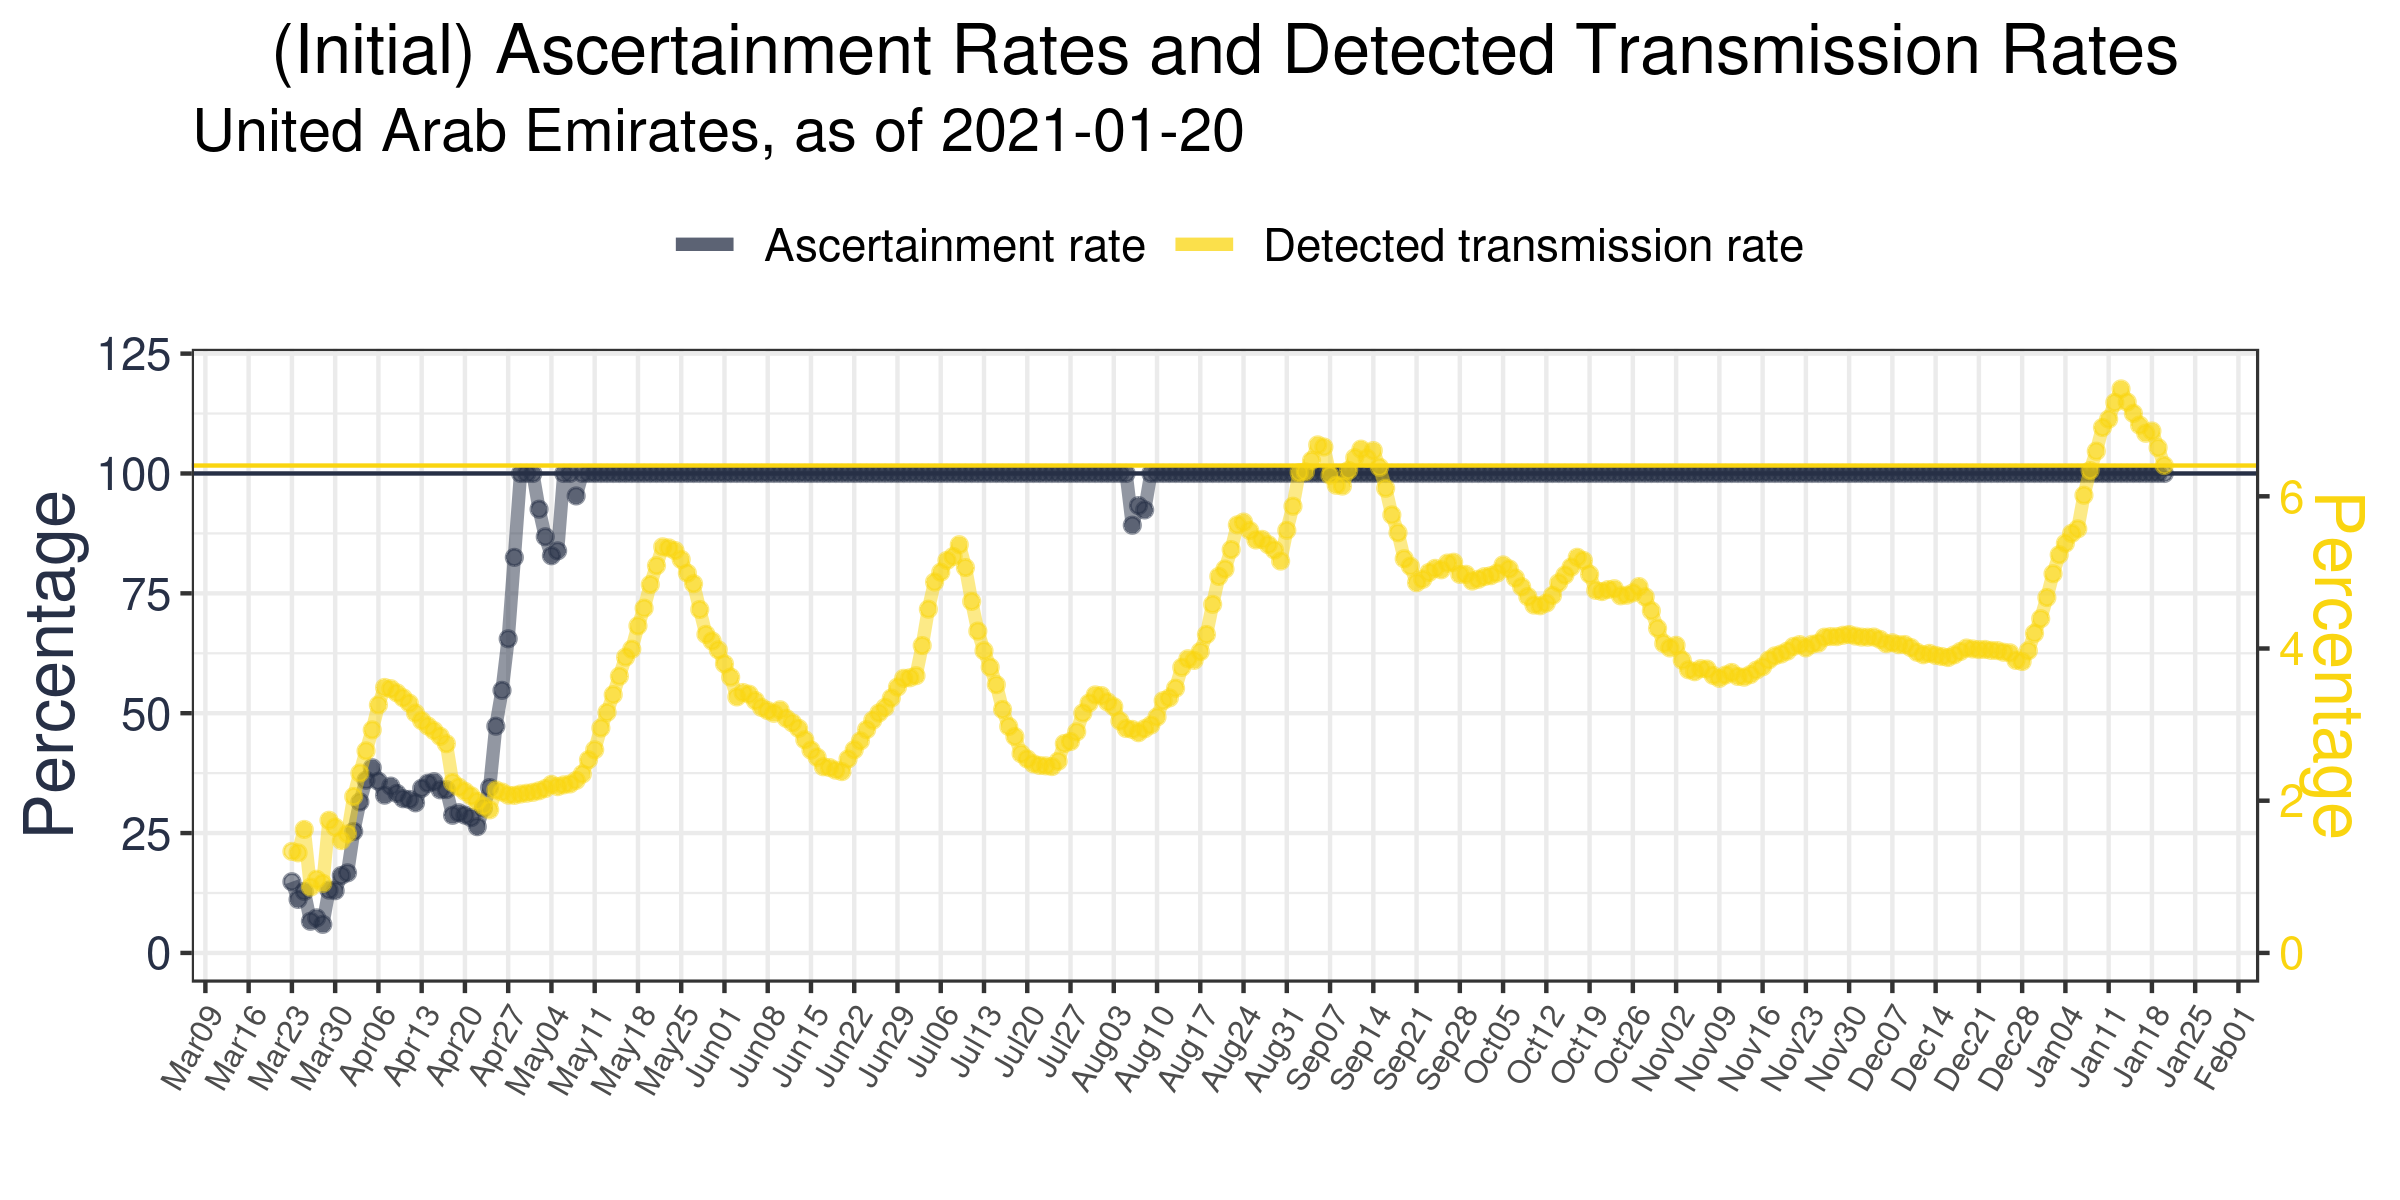 (Initial) Ascertainment Rates and Detected Transmission Rates
United Arab Emirates, as of 2021-01-20
Ascertainment rate Detected transmission rate
Percentage
125
100
75
50
25
0
6
4
2
0
Percentage
Mar09 Mar16 Mar23 Mar30 Apr06 Apr13 Apr20 Apr27 May04 May11 May18 May25 Jun01 Jun08 Jun15 Jun22 Jun29 Jul06 Jul13 Jul20 Jul27 Aug03 Aug10 Aug17 Aug24 Aug31 Sep07 Sep14 Sep21 Sep28 Oct05 Oct12 Oct19 Oct26 Nov02 Nov09 Nov16 Nov23 Nov30 Dec07 Dec14 Dec21 Dec28 Jan04 Jan11 Jan18 Jan25 Feb01